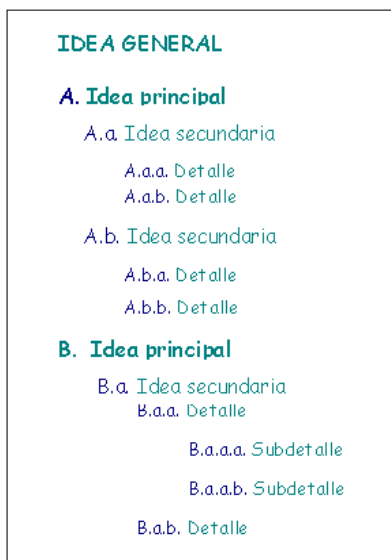 IDEA GENERAL
A. Idea principal
A.a Idea secundaria
A.a.a. Detalle
A.a.b. Detalle
A.b. Idea secundaria
A.b.a. Detalle
A.b.b. Detalle
B. Idea principal
B.a Idea secundaria
B.a.a. Detalle
B.a.a.a. Subdetalle
B.a.a.b. Subdetalle
B.a.b. Detalle